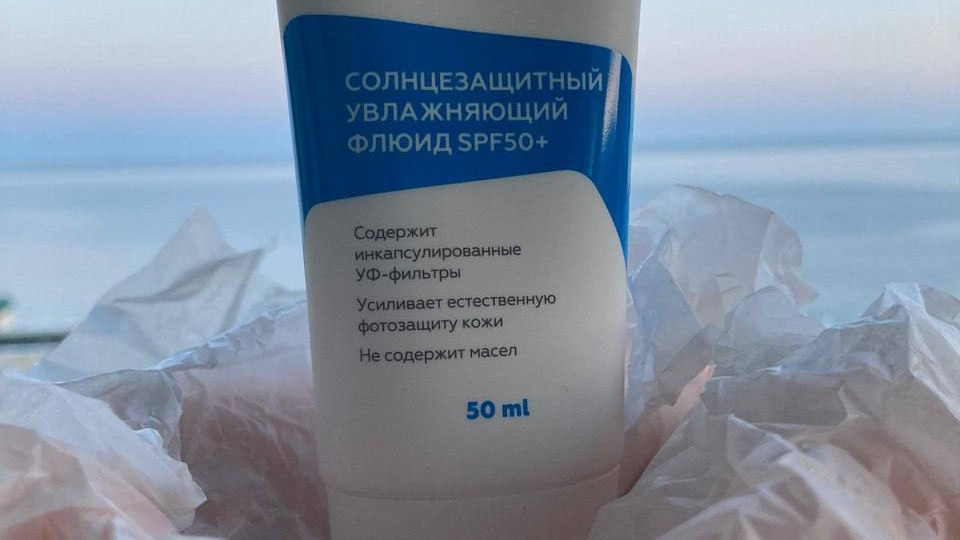 СОЛНЦЕЗАЩИТНЫЙ
УВЛАЖНЯЮЩИЙ
ФЛЮИД SPF50+
Содержит
инкапсулированные
УФ-фильтры
Усиливает естественную
фотозащиту кожи
Не содержит масел
50 ml